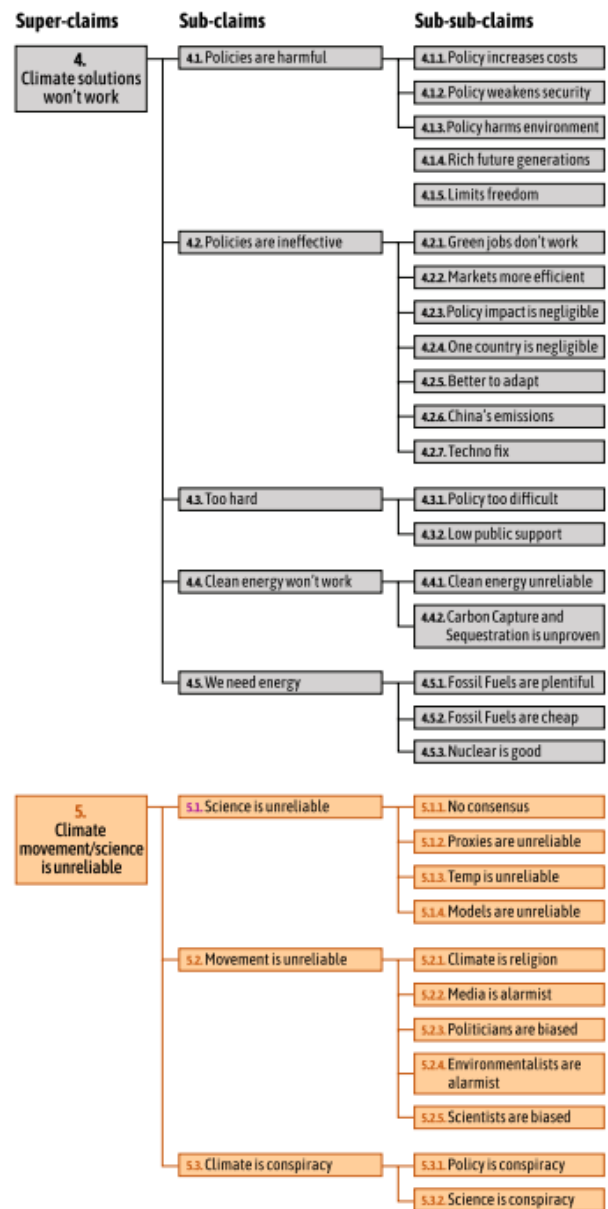 Super-claims Sub-claims Sub-sub-claims
4.
Climate solutions
won't work
4.1. Policies are harmful
4.1.1. Policy increases costs
4.1.2. Policy weakens security
4.1.3. Policy harms environment
4.1.4. Rich future generations
4.1.5. Limits freedom
4.2. Policies are ineffective
4.2.1. Green jobs don't work
4.2.2. Markets more efficient
4.2.3. Policy impact is negligible
4.2.4. One country is negligible
4.2.5. Better to adapt
4.2.6. China's emissions
4.2.7. Techno fix
4.3. Too hard
4.3.1. Policy too difficult
4.3.2. Low public support
4.4. Clean energy won't work
4.4.1. Clean energy unreliable
4.4.2. Carbon Capture and
Sequestration is unproven
4.5. We need energy
4.5.1. Fossil Fuels are plentiful
4.5.2. Fossil Fuels are cheap
4.5.3. Nuclear is good
5.
Climate
movement/science
is unreliable
5.1. Science is unreliable
5.1.1. No consensus
5.1.2. Proxies are unreliable
5.1.3. Temp is unreliable
5.1.4. Models are unreliable
5.2. Movement is unreliable
5.2.1. Climate is religion
5.2.2. Media is alarmist
5.2.3. Politicians are biased
5.2.4. Environmentalists are
alarmist
5.2.5. Scientists are biased
5.3. Climate is conspiracy
5.3.1. Policy is conspiracy
5.3.2. Science is conspiracy